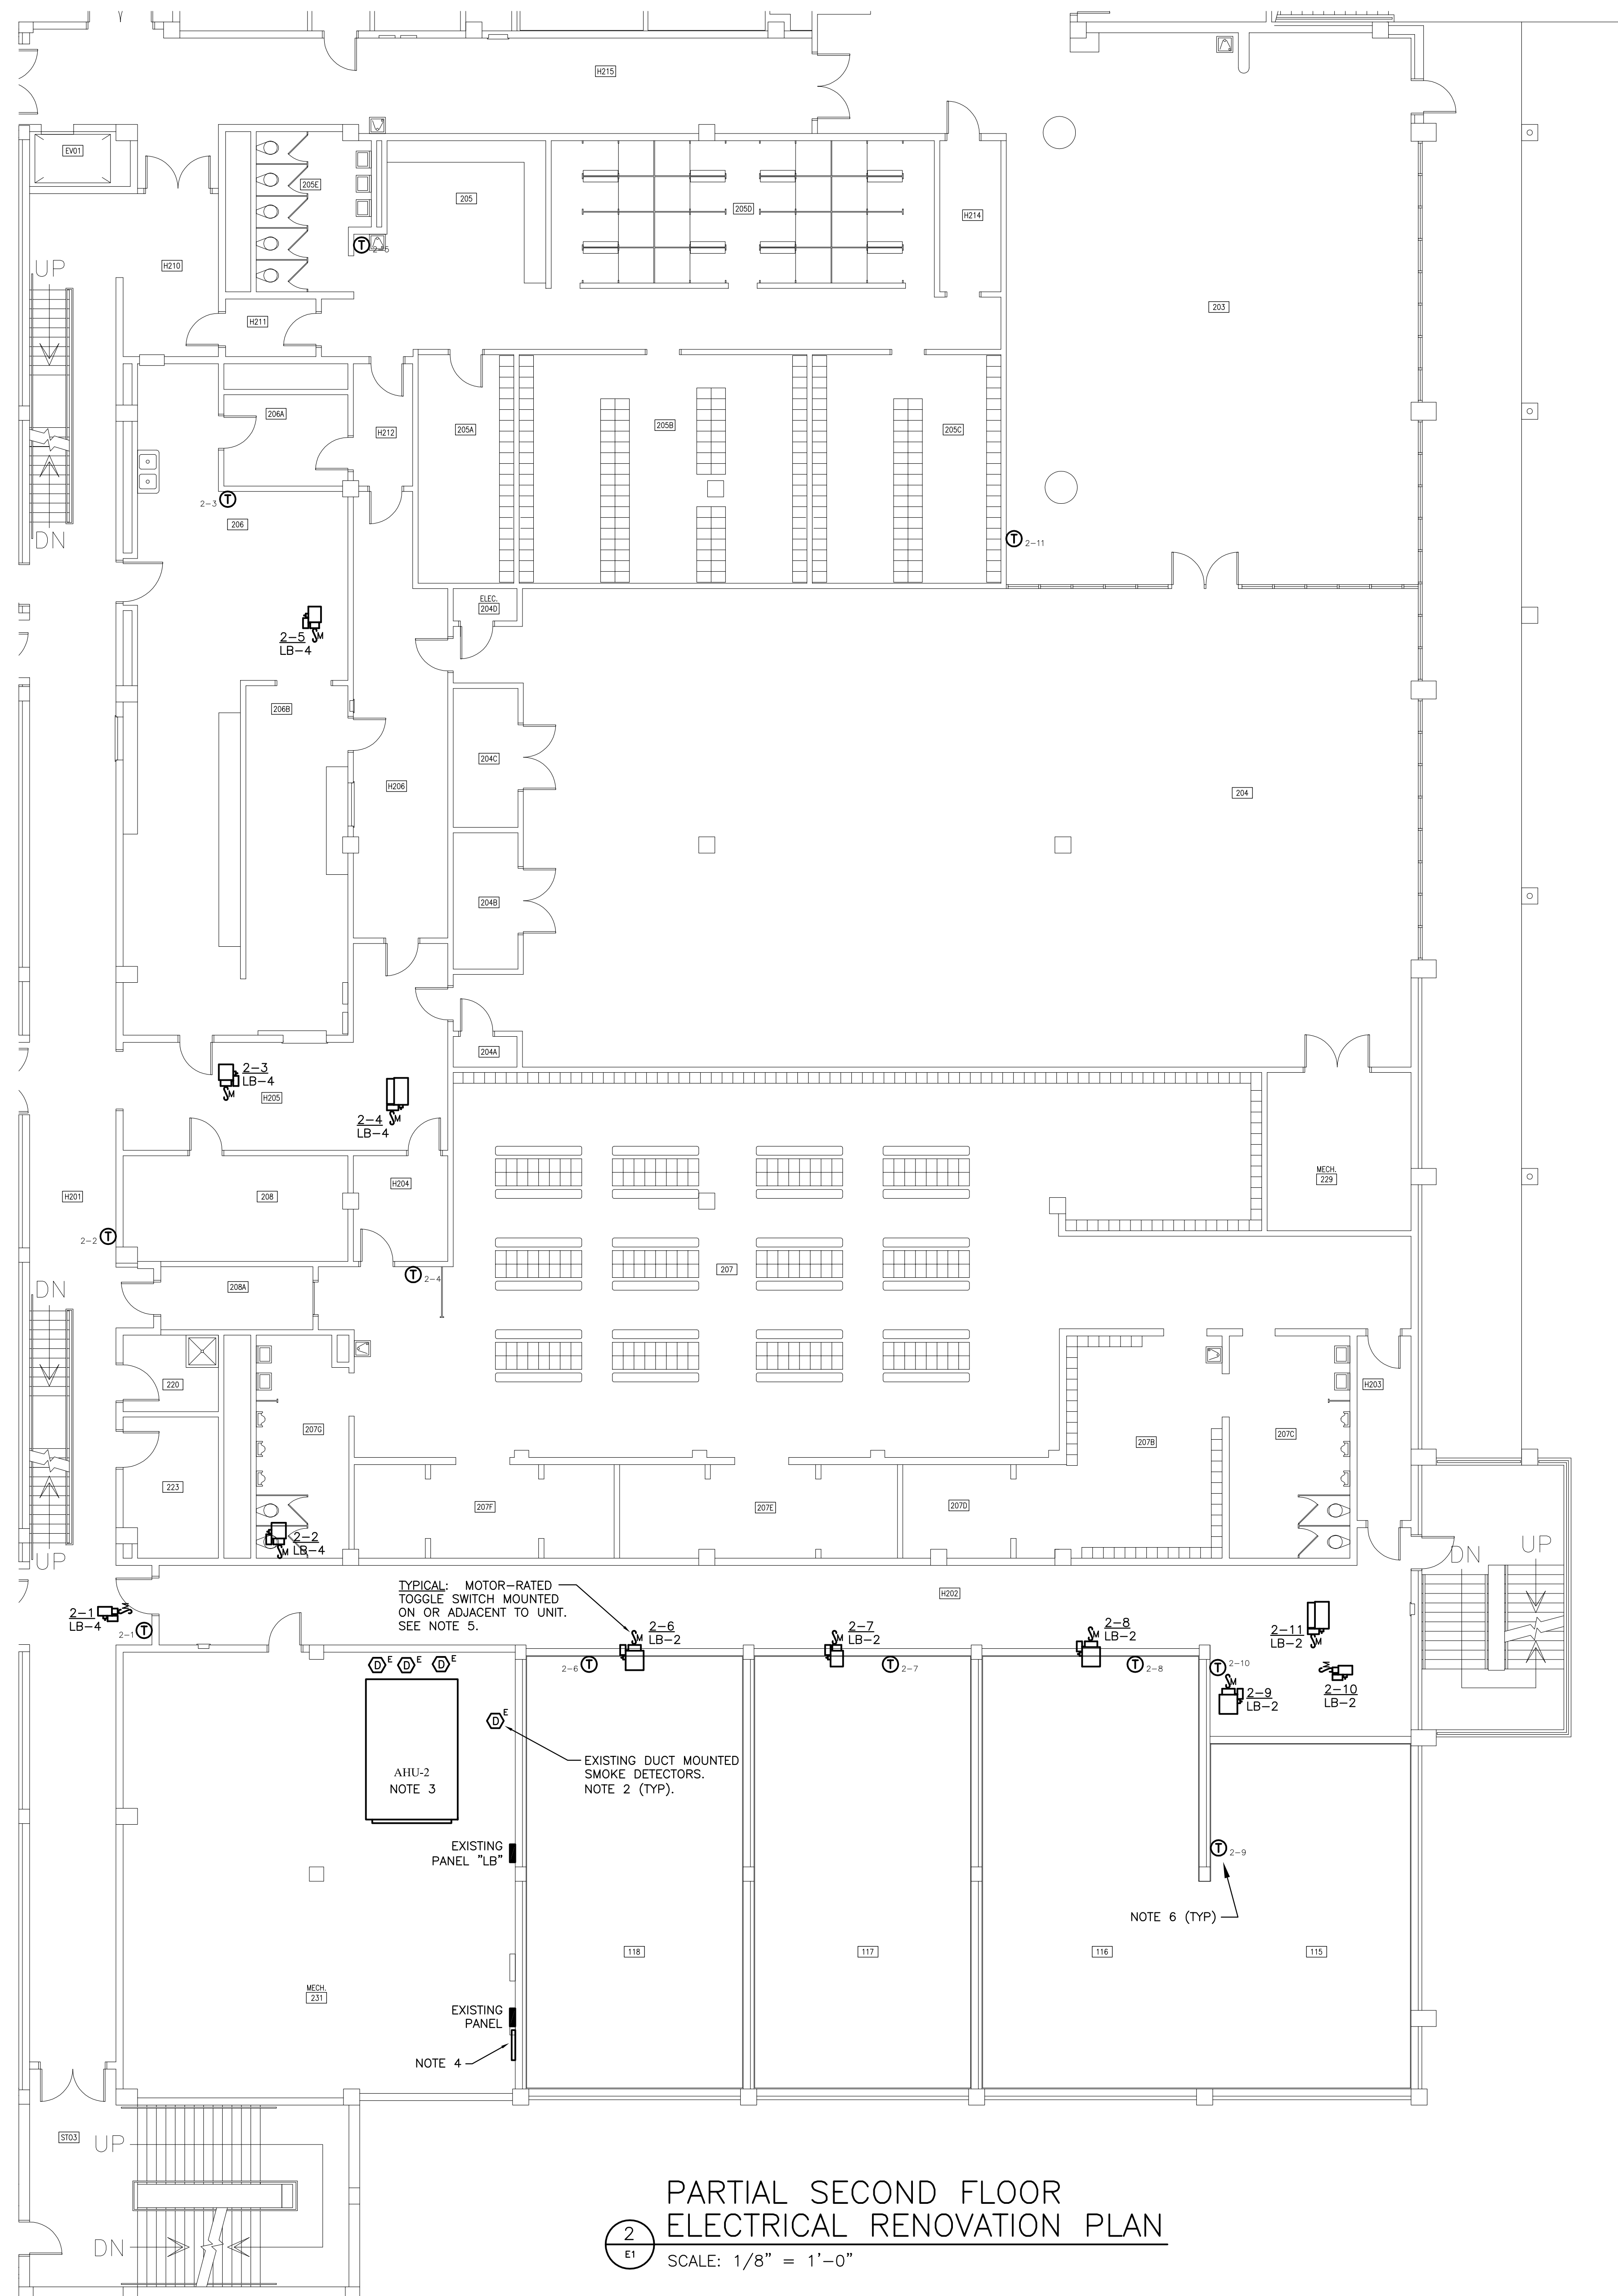 H215
EV01
205E
205
205D
H214
H210
UP
203
2-5
H211
206A
H212
205A
205B
205C
2-3
206
DN
2-11
ELEC.
204D
2-5
LB-4
206B
204C
H206
204
204B
204A
2-3
LB-4
H205
2-4
LB-4
MECH.
229
H201
208
H204
2-2
2-4
207
208A
DN
220
H203
207G
207B
207C
223
207F
207E
207D
2-2
LB-4
UP
DN
UP
H202
TYPICAL: MOTOR-RATED
TOGGLE SWITCH MOUNTED
ON OR ADJACENT TO UNIT.
SEE NOTE 5.
2-1
LB-4
2-1
2-6
LB-2
2-7
LB-2
2-8
LB-2
2-11
LB-2
2-6
2-7
2-8
2-10
2-9
LB-2
2-10
LB-2
D E
D E
D E
D E
EXISTING DUCT MOUNTED
SMOKE DETECTORS.
NOTE 2 (TYP).
AHU-2
NOTE 3
EXISTING
PANEL "LB"
2-9
NOTE 6 (TYP)
118
117
116
115
MECH.
231
EXISTING
PANEL
NOTE 4
ST03
UP
DN
PARTIAL SECOND FLOOR
ELECTRICAL RENOVATION PLAN
2
E1
SCALE: 1/8" = 1'-0"